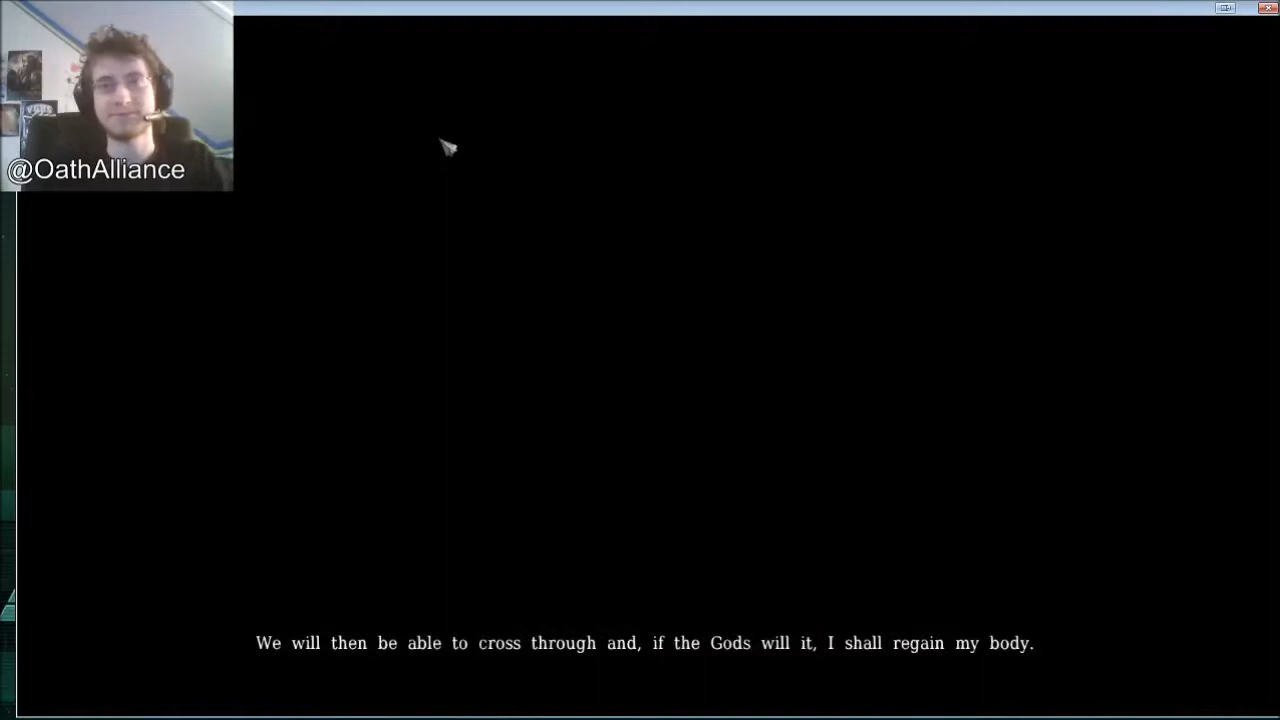 @OathAlliance
We will then be able to cross through and, if the Gods will it, I shall regain my body.